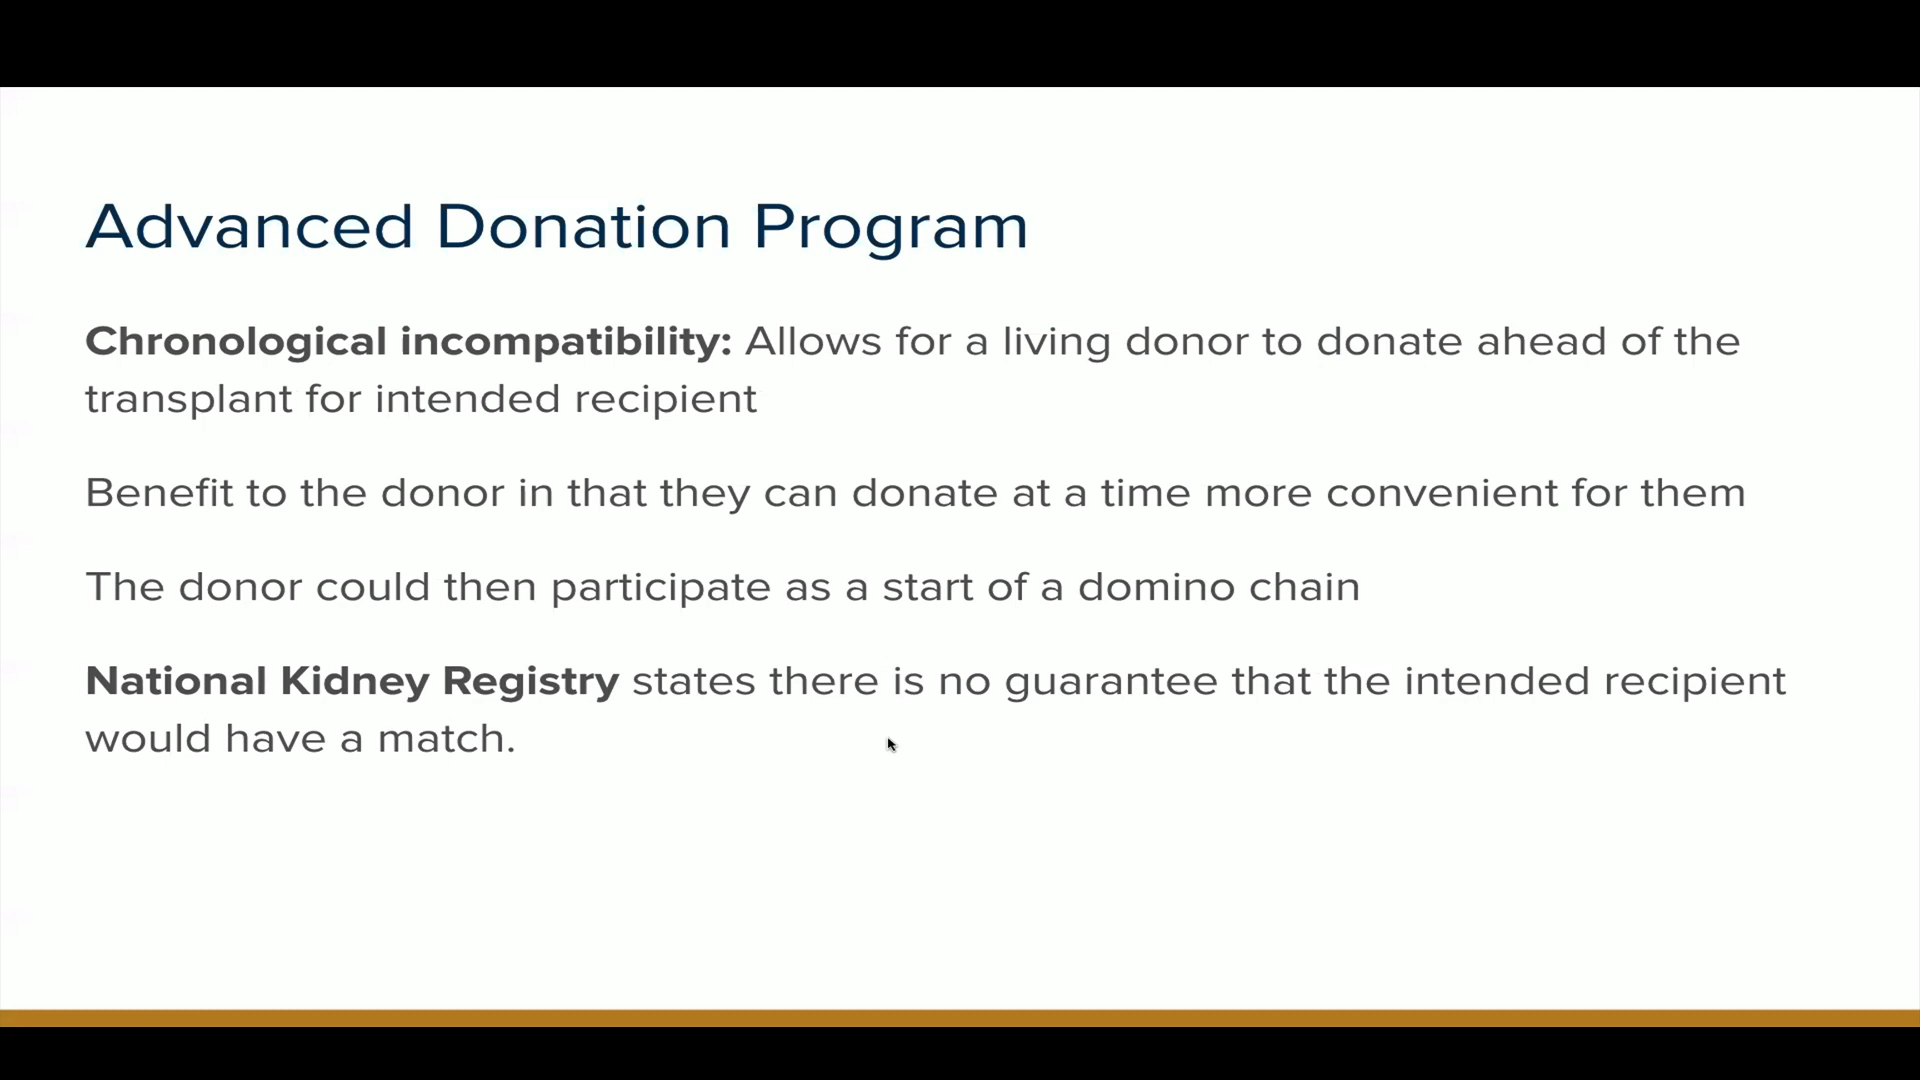 Advanced Donation Program
Chronological incompatibility: Allows for a living donor to donate ahead of the
transplant for intended recipient
Benefit to the donor in that they can donate at a time more convenient for them
The donor could then participate as a start of a domino chain
National Kidney Registry states there is no guarantee that the intended recipient
would have a match.